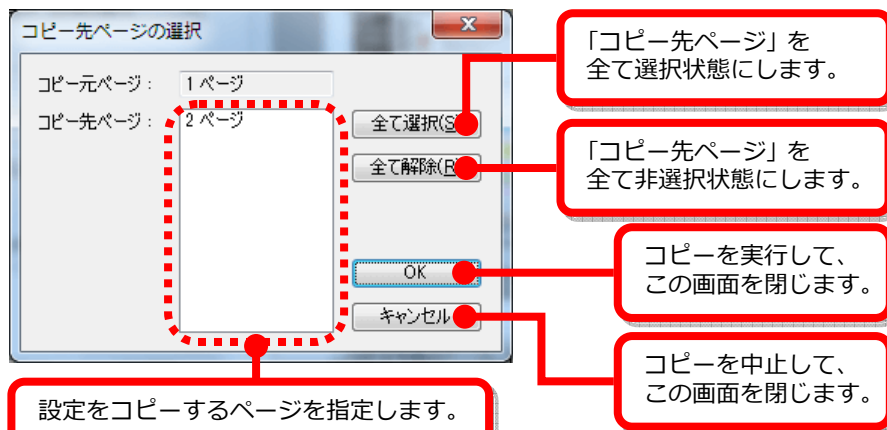 コピー先ページの選択
コピー元ページ: 1 ページ
コピー先ページ: 2 ページ
全て選択(S)
全て解除(R)
OK
キャンセル
「コピー先ページ」を
全て選択状態にします。
「コピー先ページ」を
全て非選択状態にします。
コピーを実行して、
この画面を閉じます。
コピーを中止して、
この画面を閉じます。
設定をコピーするページを指定します。